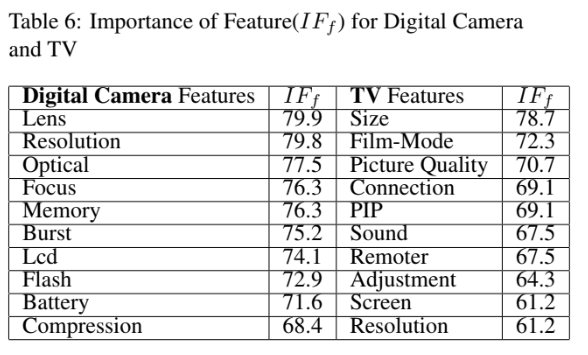 Table 6: Importance of Feature(IF_f) for Digital Camera
and TV
Digital Camera Features IF_f TV Features IF_f
Lens 79.9 Size 78.7
Resolution 79.8 Film-Mode 72.3
Optical 77.5 Picture Quality 70.7
Focus 76.3 Connection 69.1
Memory 76.3 PIP 69.1
Burst 75.2 Sound 67.5
Lcd 74.1 Remoter 67.5
Flash 72.9 Adjustment 64.3
Battery 71.6 Screen 61.2
Compression 68.4 Resolution 61.2